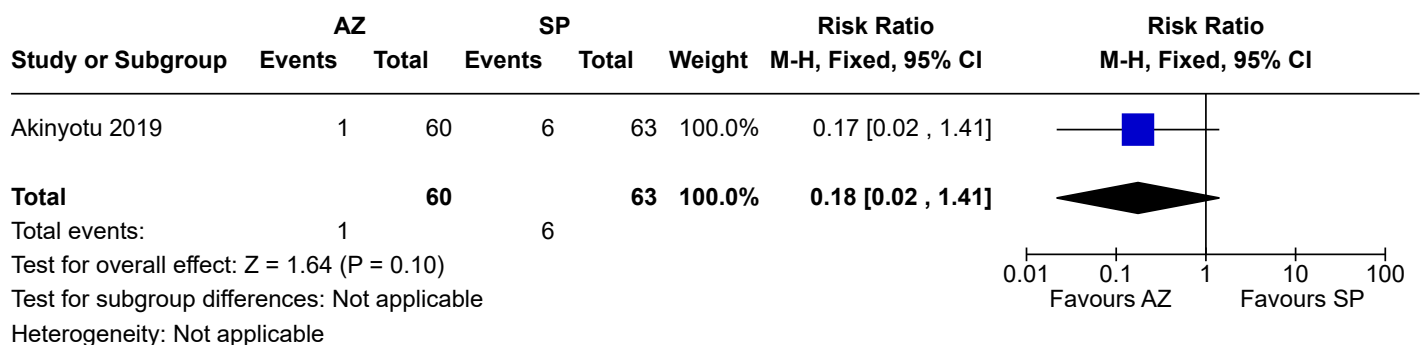 AZ SP Risk Ratio Risk Ratio
Study or Subgroup Events Total Events Total Weight M-H, Fixed, 95% CI M-H, Fixed, 95% CI
Akinyotu 2019 1 60 6 63 100.0% 0.17 [0.02 , 1.41]
Total 60 63 100.0% 0.18 [0.02 , 1.41]
Total events: 1 6
Test for overall effect: Z = 1.64 (P = 0.10)
0.01 0.1 1 10 100
Test for subgroup differences: Not applicable
Favours AZ Favours SP
Heterogeneity: Not applicable